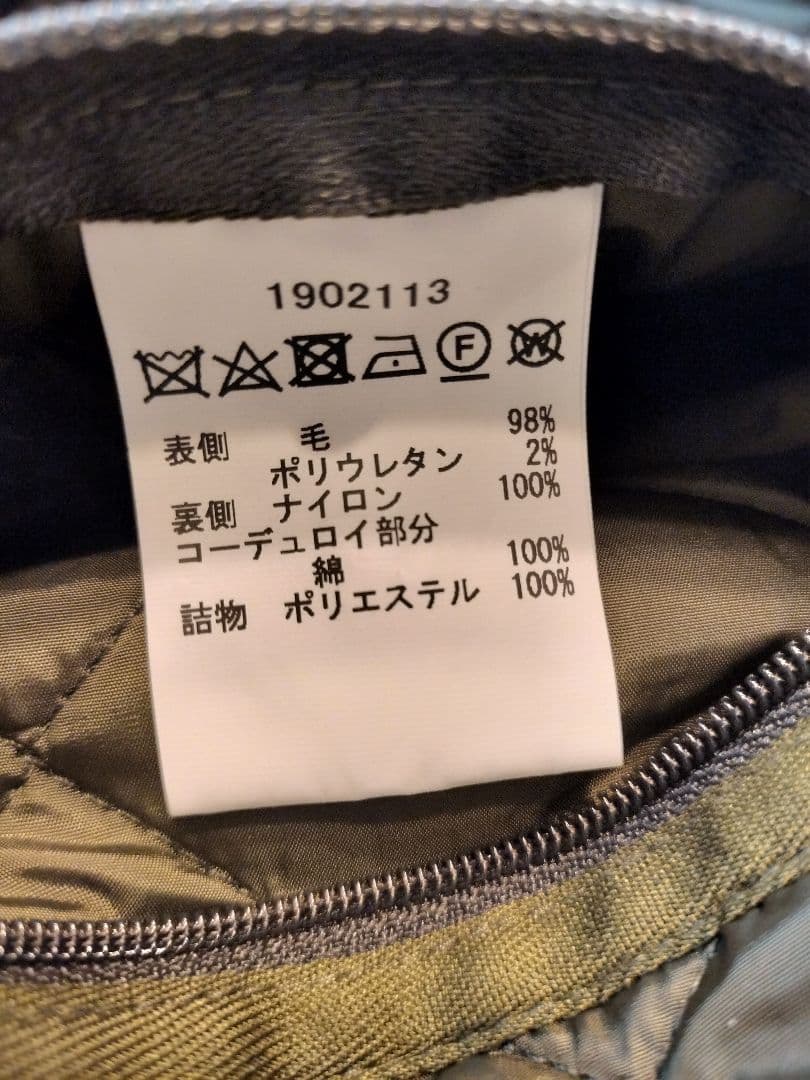 1902113
F W
表側 毛 98%
ポリウレタン 2%
裏側 ナイロン 100%
コーデュロイ部分
綿 100%
詰物 ポリエステル 100%